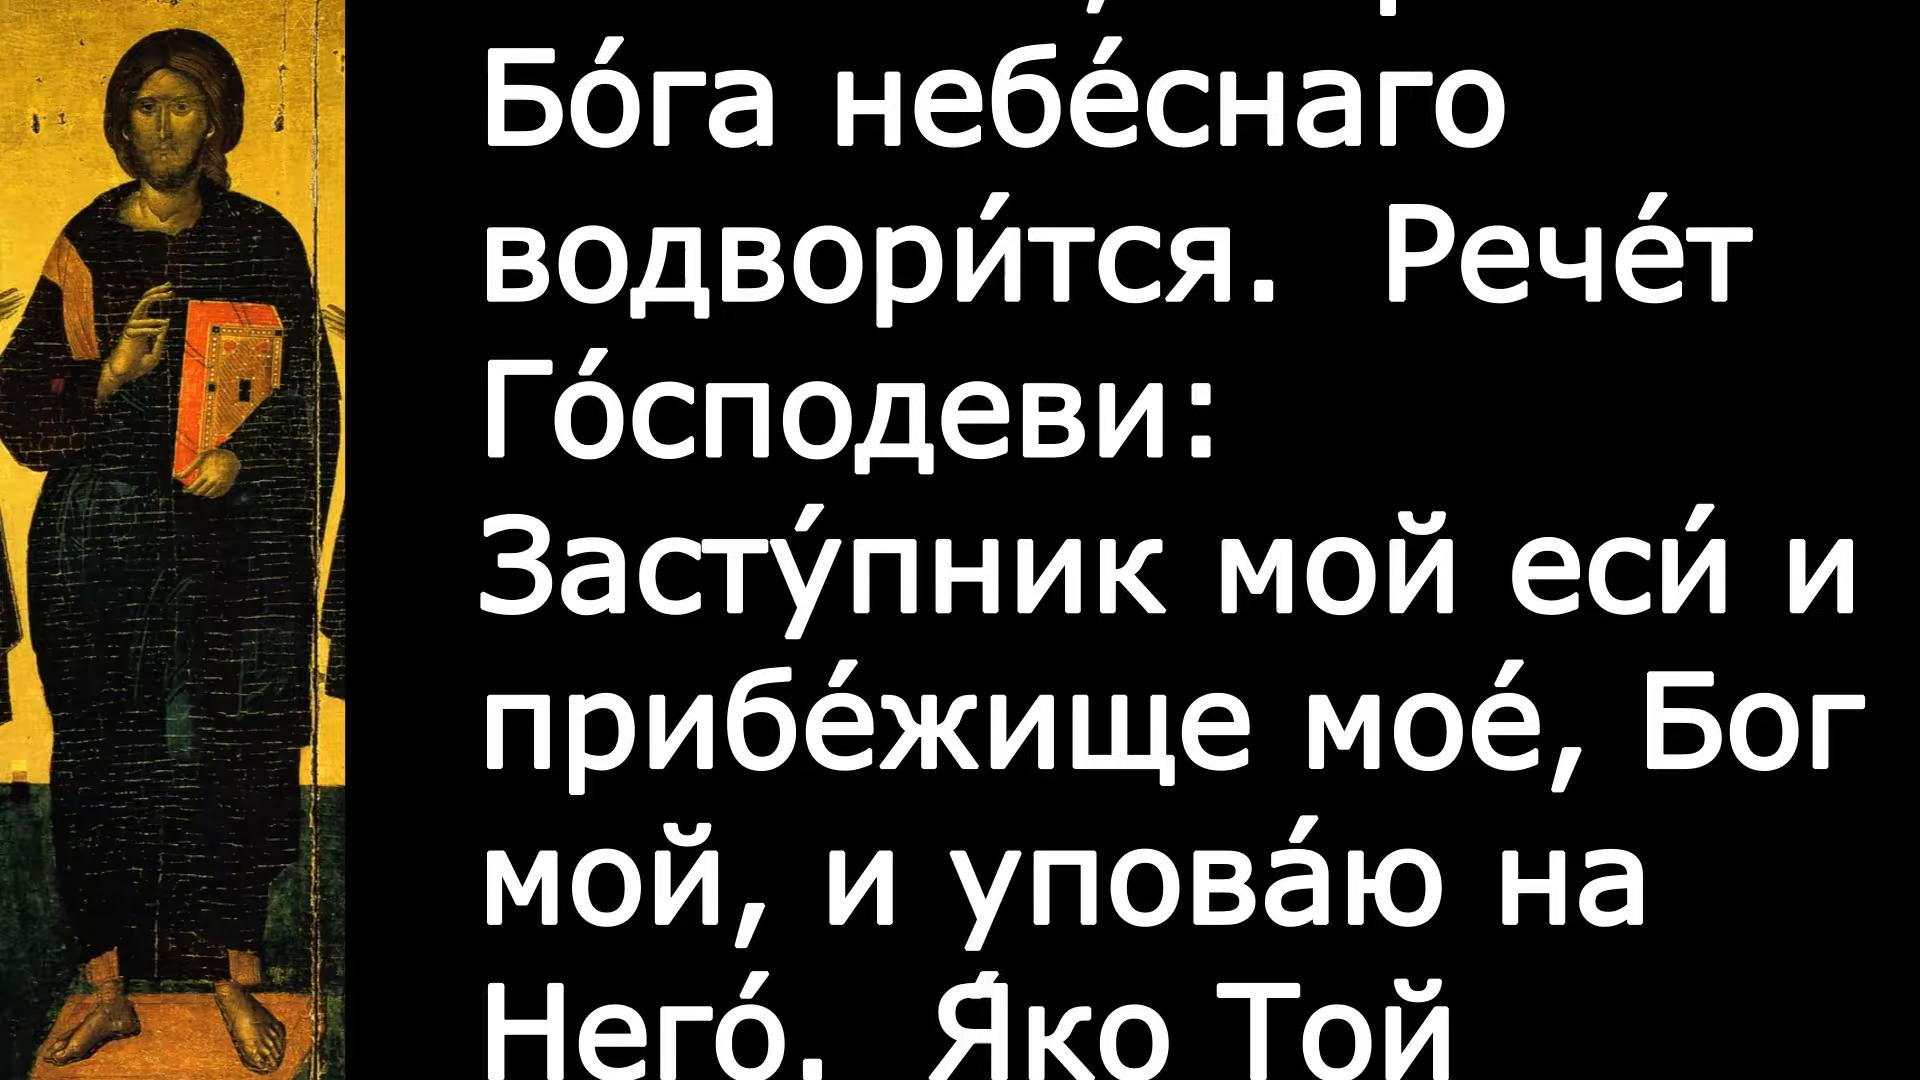 Бо́га небе́снаго
водвори́тся.  Рече́т
Го́сподеви:
Засту́пник мой еси́ и
прибе́жище мое́, Бог
мой, и упова́ю на
Него́.  Я́ко Той